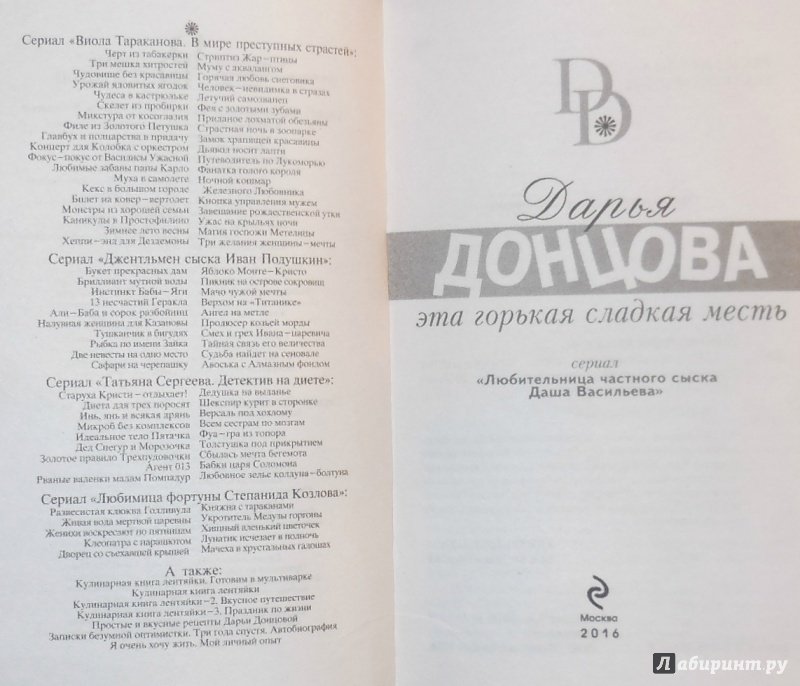 Сериал «Виола Тараканова. В мире преступных страстей»:
Черт из табакерки
Три мешка хитростей
Чудовище без красавицы
Урожай ядовитых ягодок
Чудеса в кастрюльке
Скелет из пробирки
Микстура от косоглазия
Филе из Золотого Петушка
Главбух и полцарства в придачу
Концерт для Колобка с оркестром
Фокус-покус от Василисы Ужасной
Любимые забавы папы Карло
Муха в самолете
Кекс в большом городе
Билет на ковер-вертолет
Монстры из хорошей семьи
Каникулы в Простофилино
Зимнее лето весны
Хеппи-энд для Дездемоны
Стриптиз Жар-птицы
Муму с аквалангом
Горячая любовь снеговика
Человек-невидимка в стразах
Летучий самозванец
Фея с золотыми зубами
Приданое лохматой обезьяны
Страстная ночь в зоопарке
Замок храпящей красавицы
Дьявол носит лапти
Путеводитель по Лукоморью
Фанатка голого короля
Ночной кошмар
Железного Любовника
Кнопка управления мужем
Завещание рождественской утки
Ужас на крыльях ночи
Магия госпожи Метелицы
Три желания женщины-мечты
Сериал «Джентльмен сыска Иван Подушкин»:
Букет прекрасных дам
Бриллиант мутной воды
Инстинкт Бабы-Яги
13 несчастий Геракла
Али-Баба и сорок разбойниц
Надувная женщина для Казановы
Тушканчик в бигудях
Рыбка по имени Зайка
Две невесты на одно место
Сафари на черепашку
Яблоко Монте-Кристо
Пикник на острове сокровищ
Мачо чужой мечты
Верхом на «Титанике»
Ангел на метле
Продюсер козьей морды
Смех и грех Ивана-царевича
Тайная связь его величества
Судьба найдет на сеновале
Авоська с Алмазным фондом
Сериал «Татьяна Сергеева. Детектив на диете»:
Старуха Кристи – отдыхает!
Диета для трех поросят
Инь, янь и всякая дрянь
Микроб без комплексов
Идеальное тело Пятачка
Дед Снегур и Морозочка
Золотое правило Трехпудовочки
Агент 013
Рваные валенки мадам Помпадур
Дедушка на выданье
Шекспир курит в сторонке
Версаль под хохлому
Всем сестрам по мозгам
Фуа-гра из топора
Толстушка под прикрытием
Сбылась мечта бегемота
Бабки царя Соломона
Любовное зелье колдуна-болтуна
Сериал «Любимица фортуны Степанида Козлова»:
Развесистая клюква Голливуда
Живая вода мертвой царевны
Женихи воскресают по пятницам
Клеопатра с парашютом
Дворец со съехавшей крышей
Княжна с тараканами
Укротитель Медузы горгоны
Хищный аленький цветочек
Лунатик исчезает в полночь
Мачеха в хрустальных галошах
А также:
Кулинарная книга лентяйки. Готовим в мультиварке
Кулинарная книга лентяйки
Кулинарная книга лентяйки-2. Вкусное путешествие
Кулинарная книга лентяйки-3. Праздник по жизни
Простые и вкусные рецепты Дарьи Донцовой
Записки безумной оптимистки. Три года спустя. Автобиография
Я очень хочу жить. Мой личный опыт
DD
Дарья
ДОНЦОВА
эта горькая сладкая месть
сериал
«Любительница частного сыска
Даша Васильева»
Москва
2016
Лабиринт.ру